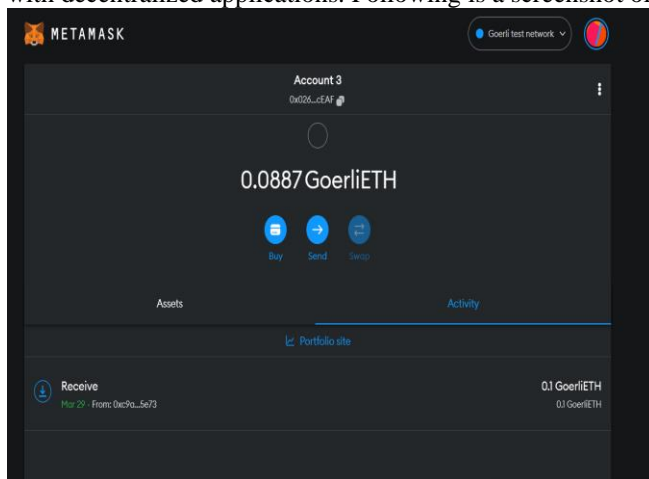 with decentralized applications. Following is a screenshot of
METAMASK
Goerli test network
Account 3
0x026...cEAF
0.0887 GoerliETH
Buy Send Swap
Assets Activity
Portfolio site
Receive 0.1 GoerliETH
Mar 29 · From: 0xc9a...5e73 0.1 GoerliETH